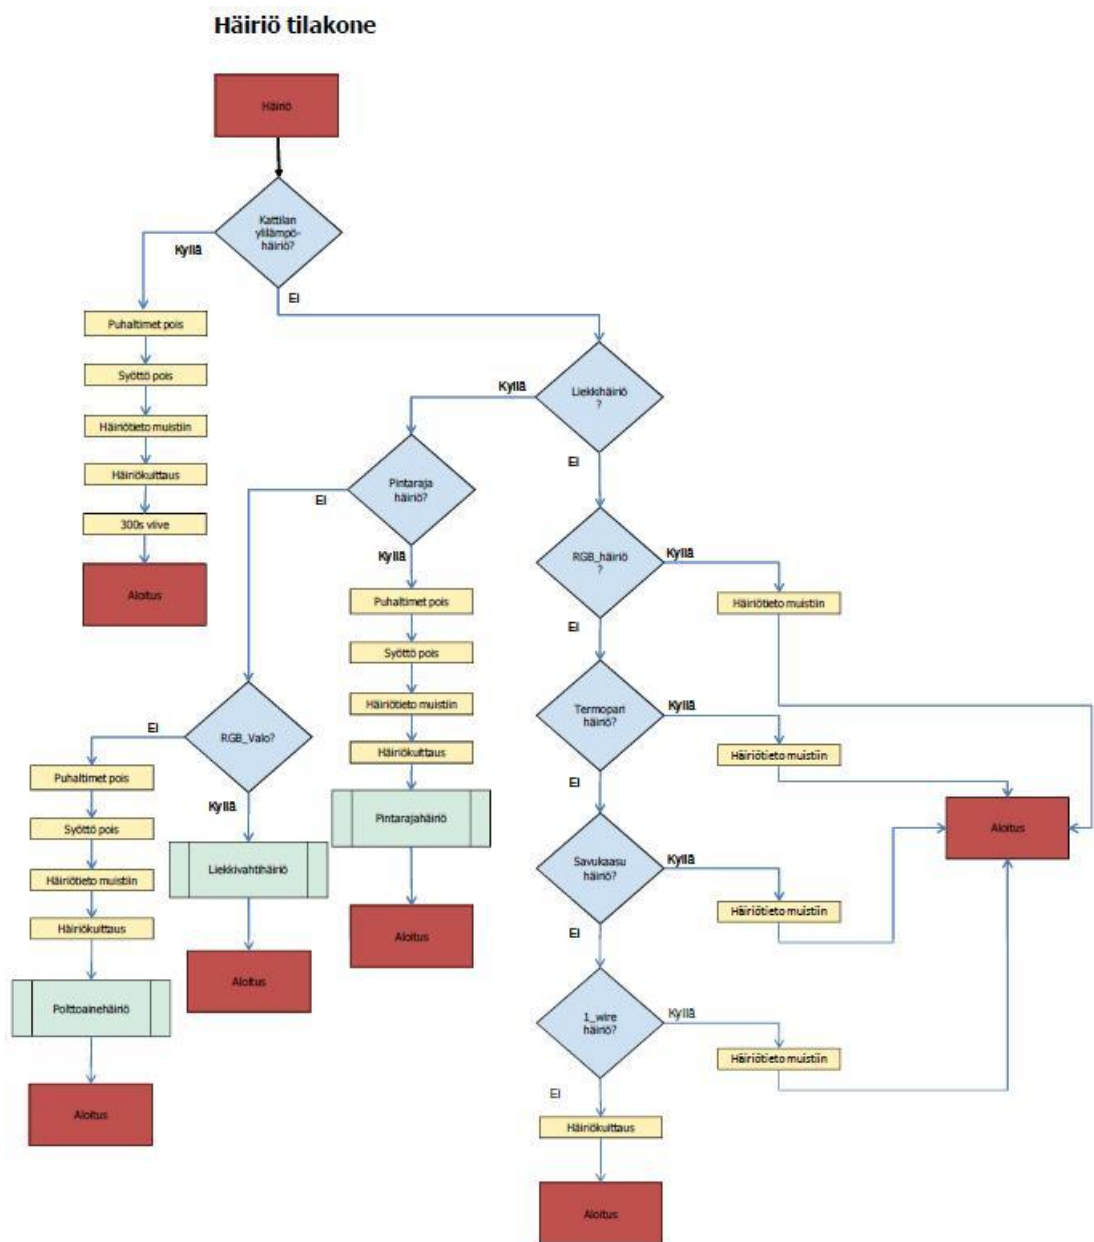 Häiriö tilakone
Häiriö
Kattilan
ylilämpö-
häiriö?
Kyllä
Ei
Puhaltimet pois
Syöttö pois
Häiriötieto muistiin
Häiriökuittaus
300s viive
Aloitus
Liekkihäiriö
?
Kyllä
Ei
Pintaraja
häiriö?
Ei
Kyllä
Puhaltimet pois
Syöttö pois
Häiriötieto muistiin
Häiriökuittaus
Pintarajahäiriö
Aloitus
RGB_Valo?
Ei
Kyllä
Puhaltimet pois
Syöttö pois
Häiriötieto muistiin
Häiriökuittaus
Polttoainehäiriö
Aloitus
Liekkivahtihäiriö
Aloitus
RGB_häiriö
?
Kyllä
Häiriötieto muistiin
Ei
Termopari
häiriö?
Kyllä
Häiriötieto muistiin
Ei
Aloitus
Savukaasu
häiriö?
Kyllä
Häiriötieto muistiin
Ei
1_wire
häiriö?
Kyllä
Häiriötieto muistiin
Ei
Häiriökuittaus
Aloitus